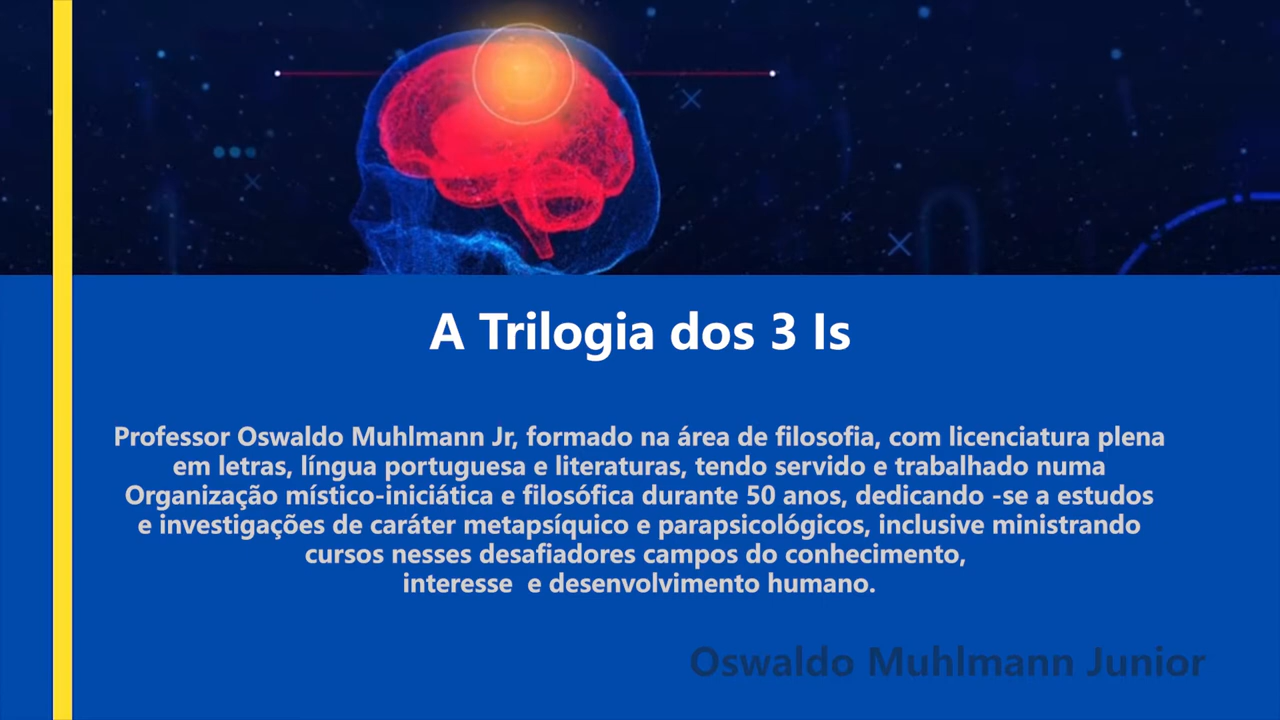 A Trilogia dos 3 Is
Professor Oswaldo Muhlmann Jr, formado na área de filosofia, com licenciatura plena
em letras, língua portuguesa e literaturas, tendo servido e trabalhado numa
Organização místico-iniciática e filosófica durante 50 anos, dedicando -se a estudos
e investigações de caráter metapsíquico e parapsicológicos, inclusive ministrando
cursos nesses desafiadores campos do conhecimento,
interesse  e desenvolvimento humano.
Oswaldo Muhlmann Junior